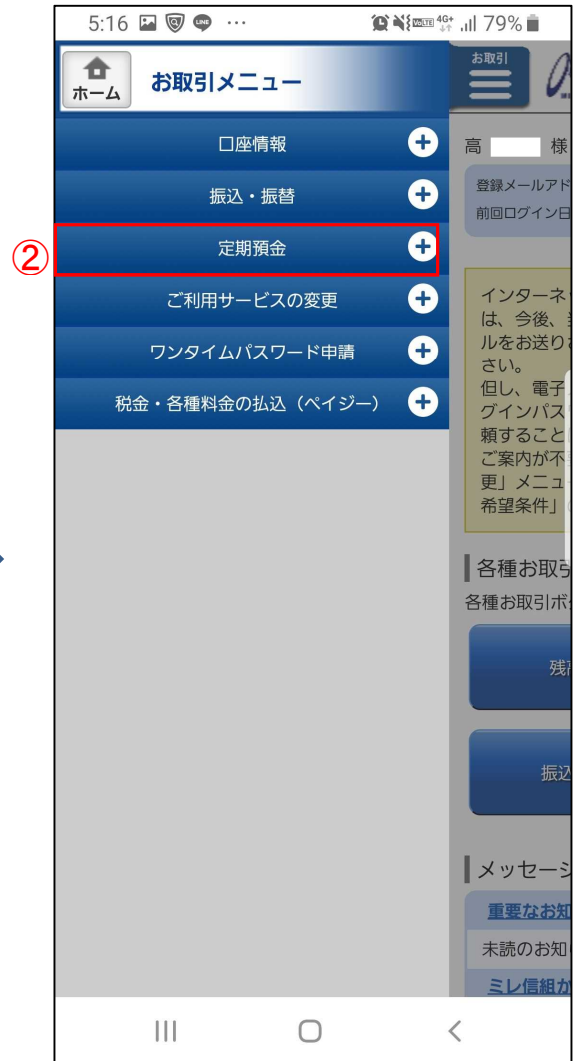 5:16 LINE … VOLTE 4G+ 79%
ホーム
お取引メニュー
口座情報
振込・振替
②
定期預金
ご利用サービスの変更
ワンタイムパスワード申請
税金・各種料金の払込（ペイジー）
お取引
高 様
登録メールアド
前回ログイン日
インターネ
は、今後、
ルをお送り
さい。
但し、電子
グインパス
頼すること
ご案内が不
更」メニュ
希望条件」
各種お取引
各種お取引ボ
残
振込
メッセージ
重要なお知
未読のお知
ミレ信組か